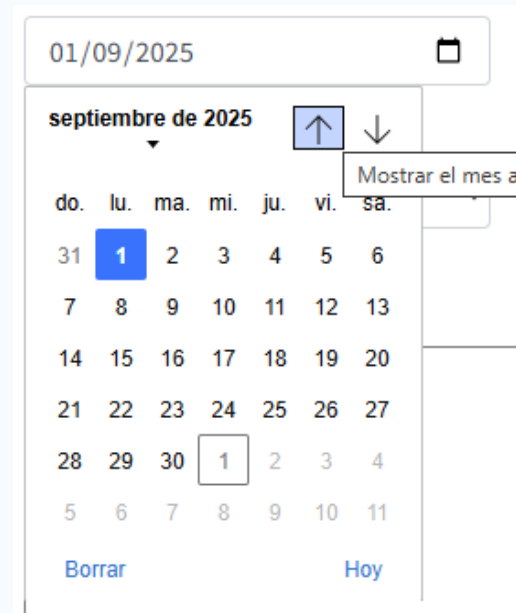 01/09/2025
septiembre de 2025
Mostrar el mes a
do. lu. ma. mi. ju. vi. sá.
31 1 2 3 4 5 6
7 8 9 10 11 12 13
14 15 16 17 18 19 20
21 22 23 24 25 26 27
28 29 30 1 2 3 4
5 6 7 8 9 10 11
Borrar Hoy